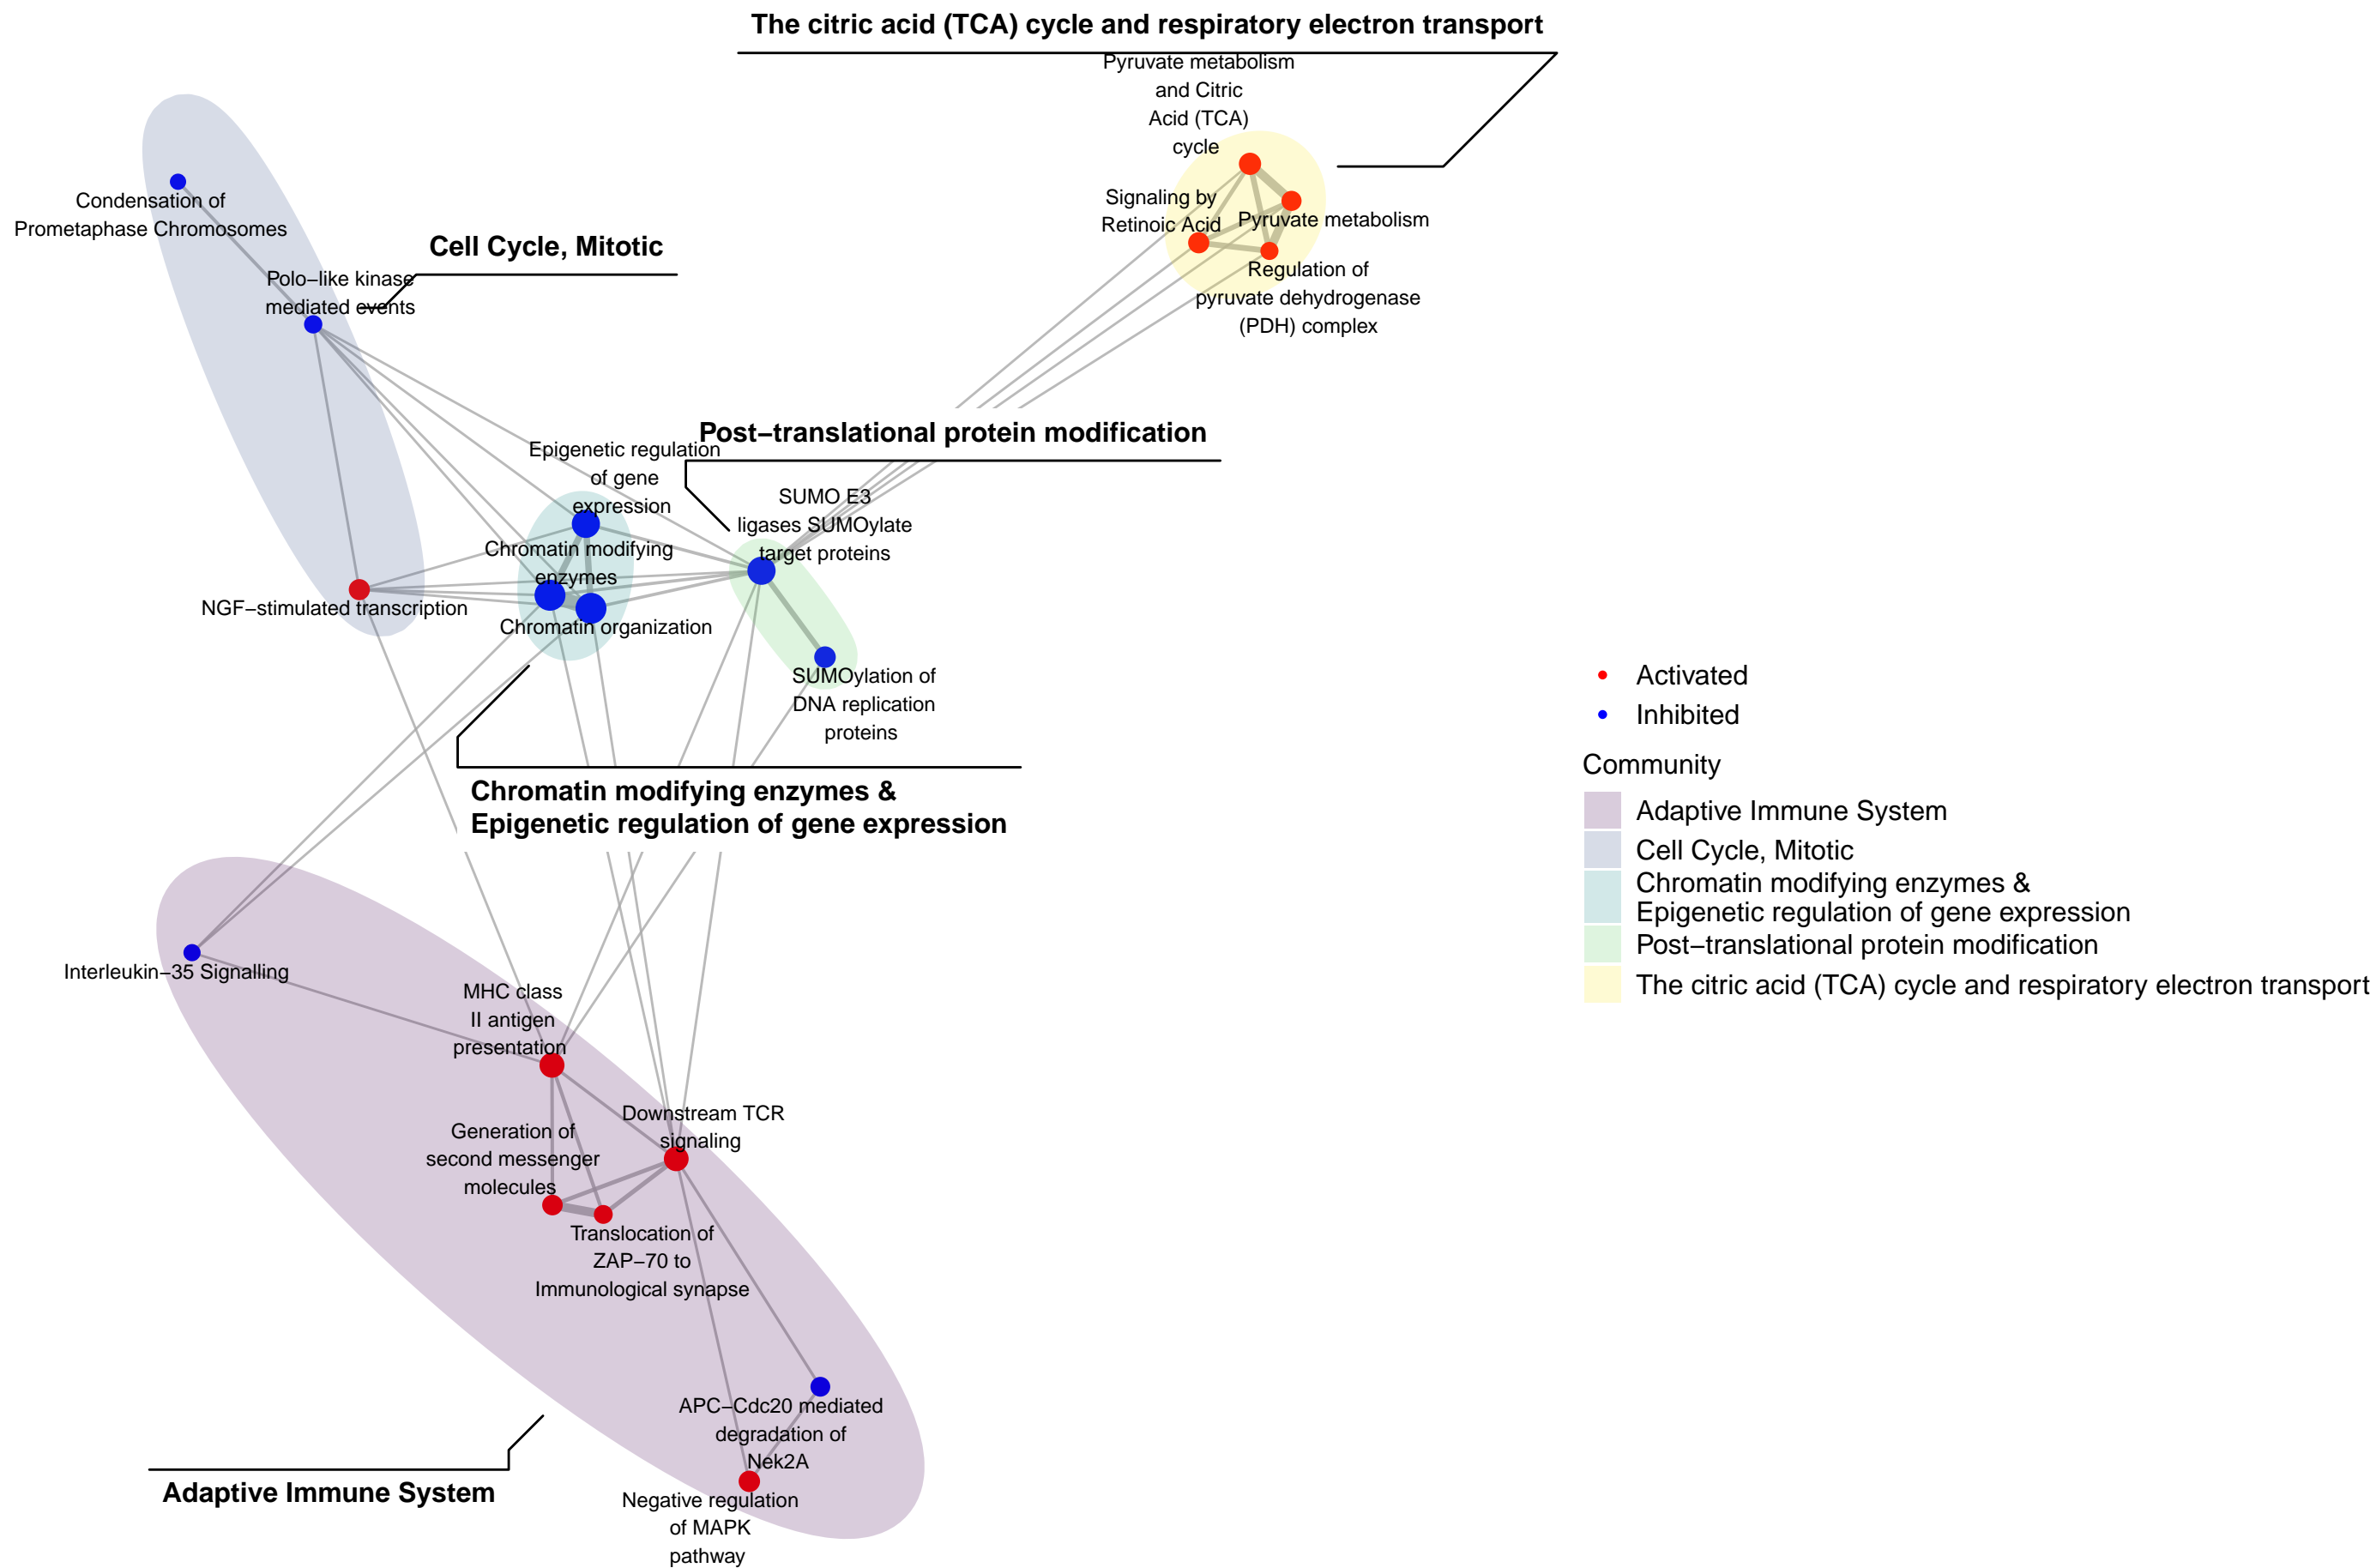 The citric acid (TCA) cycle and respiratory electron transport
Pyruvate metabolism
and Citric
Acid (TCA)
cycle
Signaling by
Retinoic Acid
Pyruvate metabolism
Regulation of
pyruvate dehydrogenase
(PDH) complex
Condensation of
Prometaphase Chromosomes
Cell Cycle, Mitotic
Polo−like kinase
mediated events
NGF−stimulated transcription
Post−translational protein modification
Epigenetic regulation
of gene
expression
Chromatin modifying
enzymes
Chromatin organization
SUMO E3
ligases SUMOylate
target proteins
SUMOylation of
DNA replication
proteins
Chromatin modifying enzymes &
Epigenetic regulation of gene expression
Interleukin−35 Signalling
MHC class
II antigen
presentation
Downstream TCR
signaling
Generation of
second messenger
molecules
Translocation of
ZAP−70 to
Immunological synapse
APC−Cdc20 mediated
degradation of
Nek2A
Negative regulation
of MAPK
pathway
Adaptive Immune System
Activated
Inhibited
Community
Adaptive Immune System
Cell Cycle, Mitotic
Chromatin modifying enzymes &
Epigenetic regulation of gene expression
Post−translational protein modification
The citric acid (TCA) cycle and respiratory electron transport